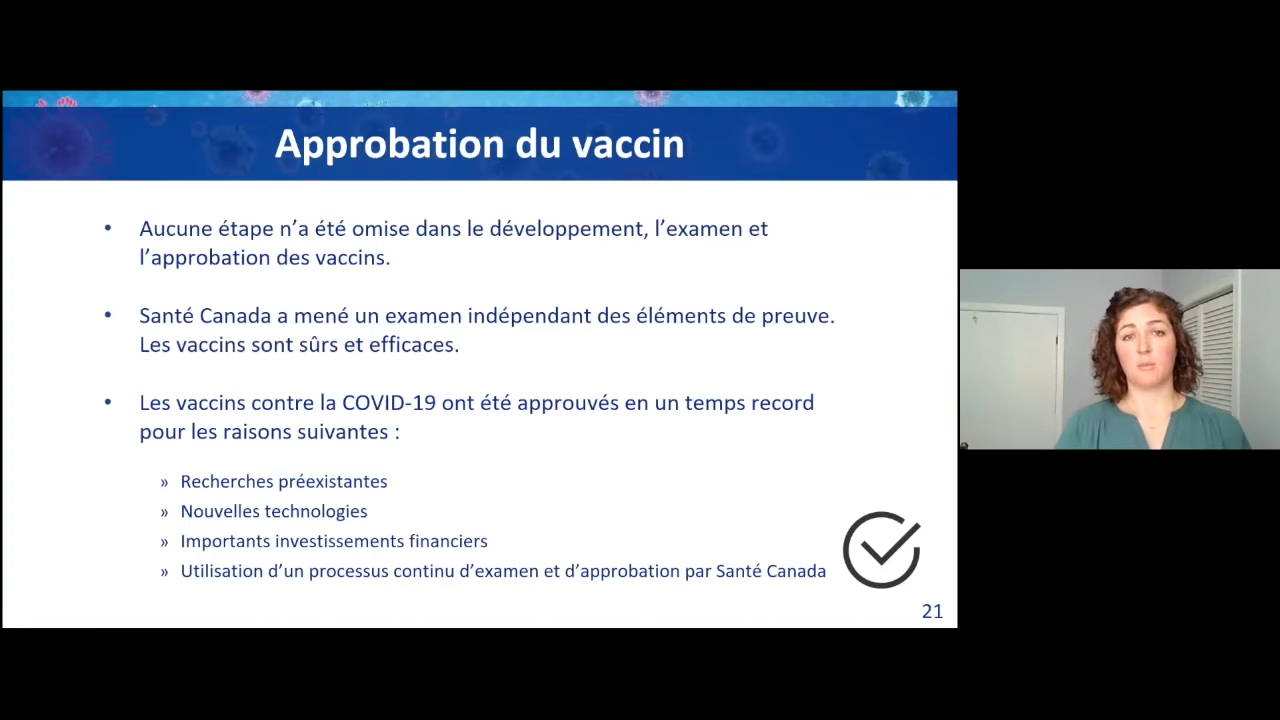 Approbation du vaccin
• Aucune étape n’a été omise dans le développement, l’examen et
l’approbation des vaccins.
• Santé Canada a mené un examen indépendant des éléments de preuve.
Les vaccins sont sûrs et efficaces.
• Les vaccins contre la COVID-19 ont été approuvés en un temps record
pour les raisons suivantes :
» Recherches préexistantes
» Nouvelles technologies
» Importants investissements financiers
» Utilisation d’un processus continu d’examen et d’approbation par Santé Canada
21